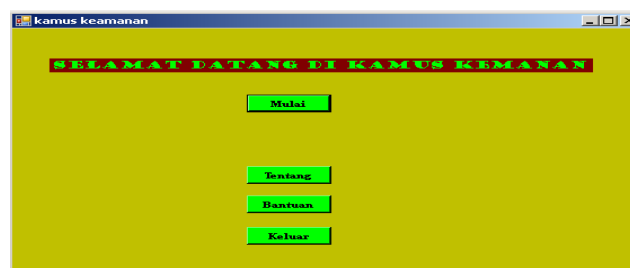 kamus keamanan
SELAMAT DATANG DI KAMUS KEMANAN
Mulai
Tentang
Bantuan
Keluar